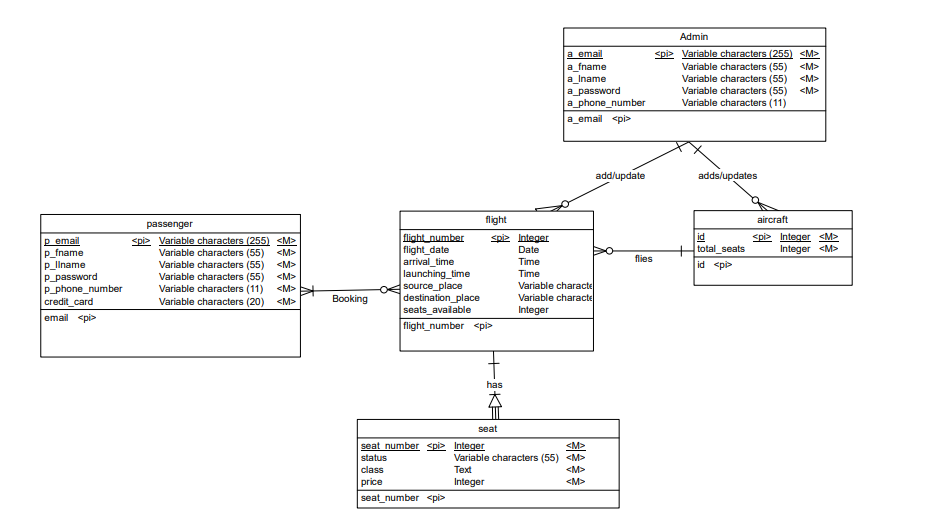 Admin
a_email <pi> Variable characters (255) <M>
a_fname Variable characters (55) <M>
a_lname Variable characters (55) <M>
a_password Variable characters (55) <M>
a_phone_number Variable characters (11)
a_email <pi>
add/update
adds/updates
passenger
p_email <pi> Variable characters (255) <M>
p_fname Variable characters (55) <M>
p_llname Variable characters (55) <M>
p_password Variable characters (55) <M>
p_phone_number Variable characters (11) <M>
credit_card Variable characters (20) <M>
email <pi>
Booking
flight
flight_number <pi> Integer
flight_date Date
arrival_time Time
launching_time Time
source_place Variable characte
destination_place Variable characte
seats_available Integer
flight_number <pi>
flies
aircraft
id <pi> Integer <M>
total_seats Integer <M>
id <pi>
has
seat
seat_number <pi> Integer <M>
status Variable characters (55) <M>
class Text <M>
price Integer <M>
seat_number <pi>